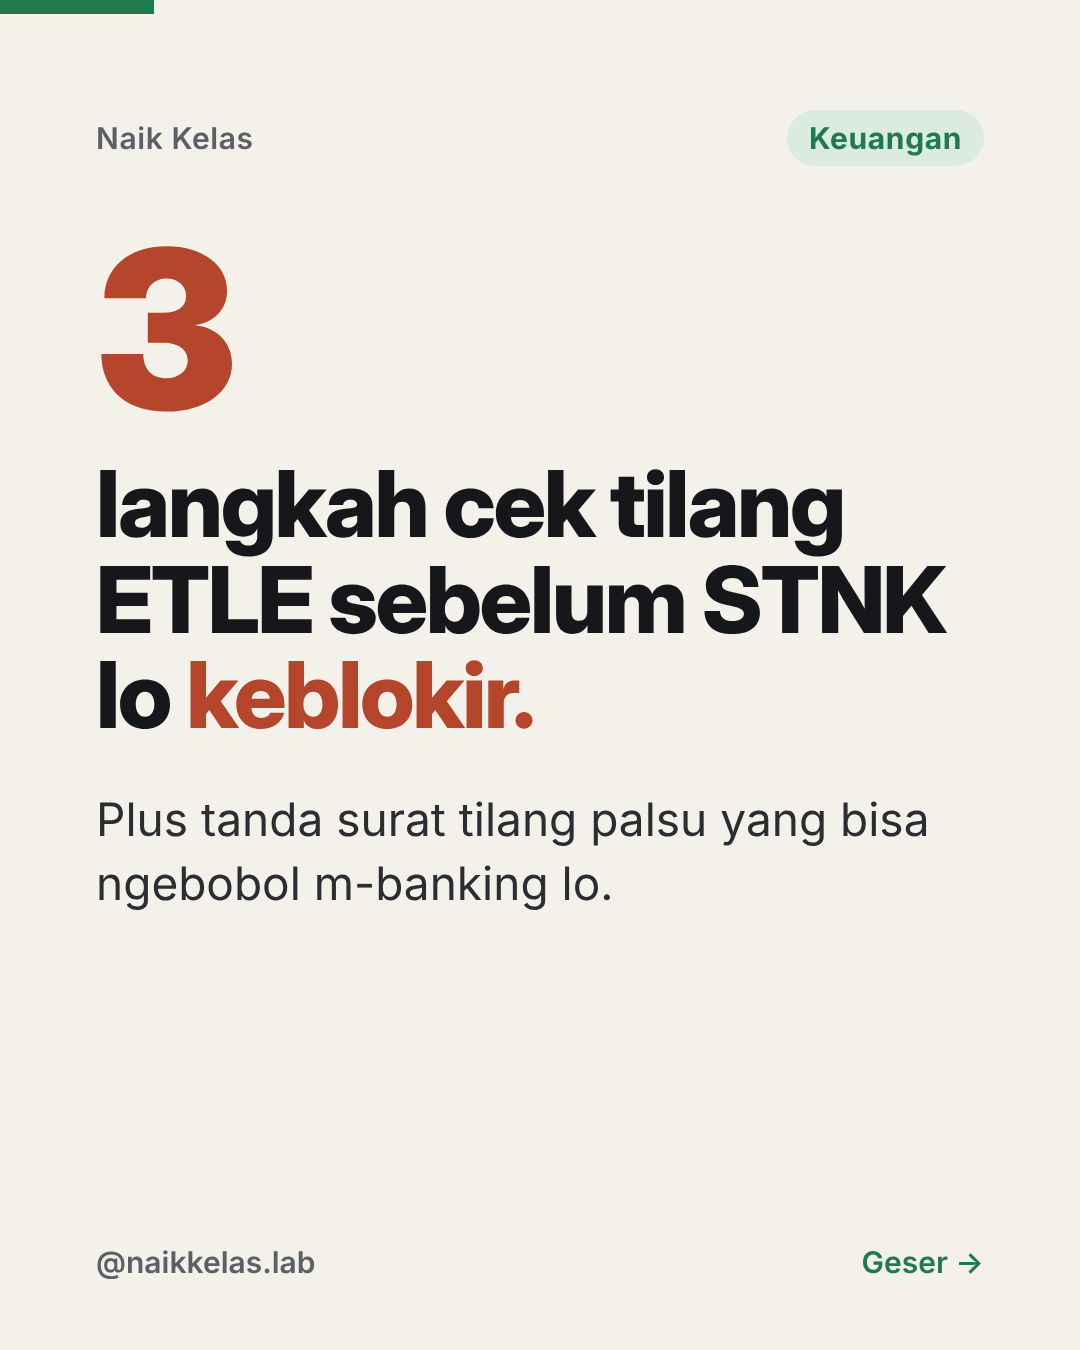 Naik Kelas
Keuangan
3
langkah cek tilang
ETLE sebelum STNK
lo keblokir.
Plus tanda surat tilang palsu yang bisa
ngebobol m-banking lo.
@naikkelas.lab
Geser →